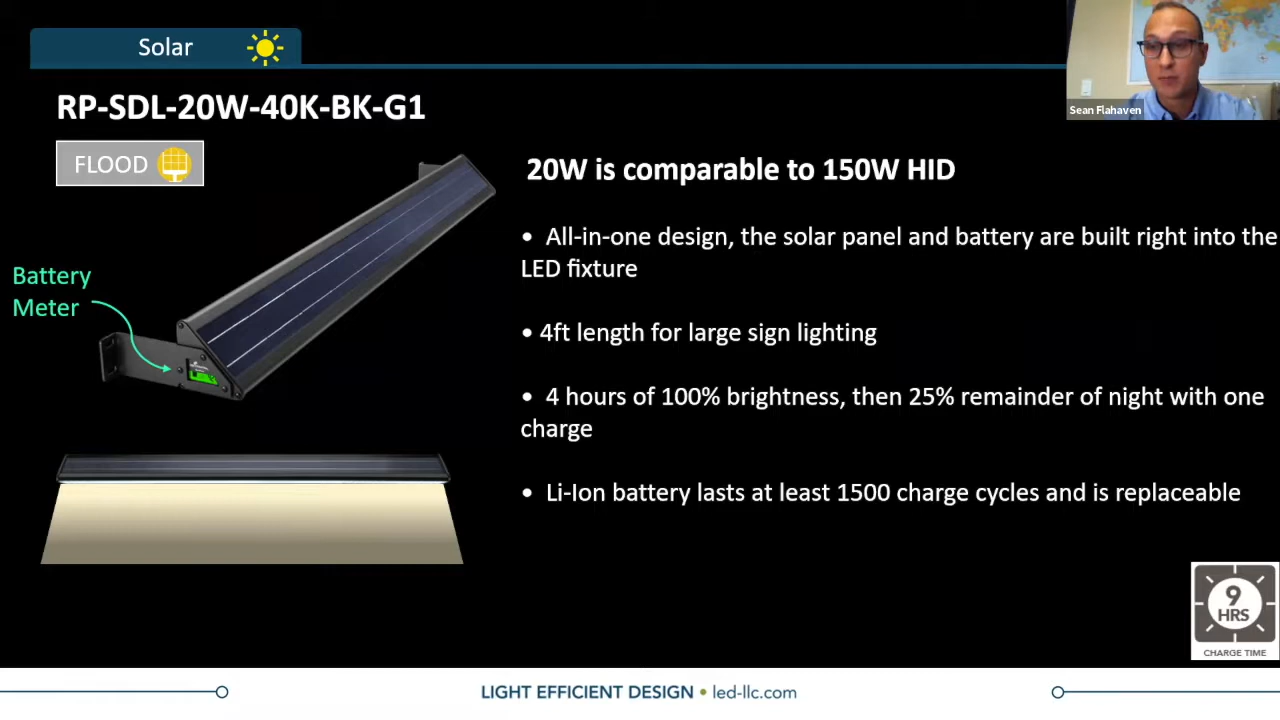 Solar
Sean Flahaven
RP-SDL-20W-40K-BK-G1
FLOOD
20W is comparable to 150W HID
• All-in-one design, the solar panel and battery are built right into the
LED fixture
Battery
Meter
• 4ft length for large sign lighting
• 4 hours of 100% brightness, then 25% remainder of night with one
charge
• Li-Ion battery lasts at least 1500 charge cycles and is replaceable
9
HRS
CHARGE TIME
LIGHT EFFICIENT DESIGN • led-llc.com